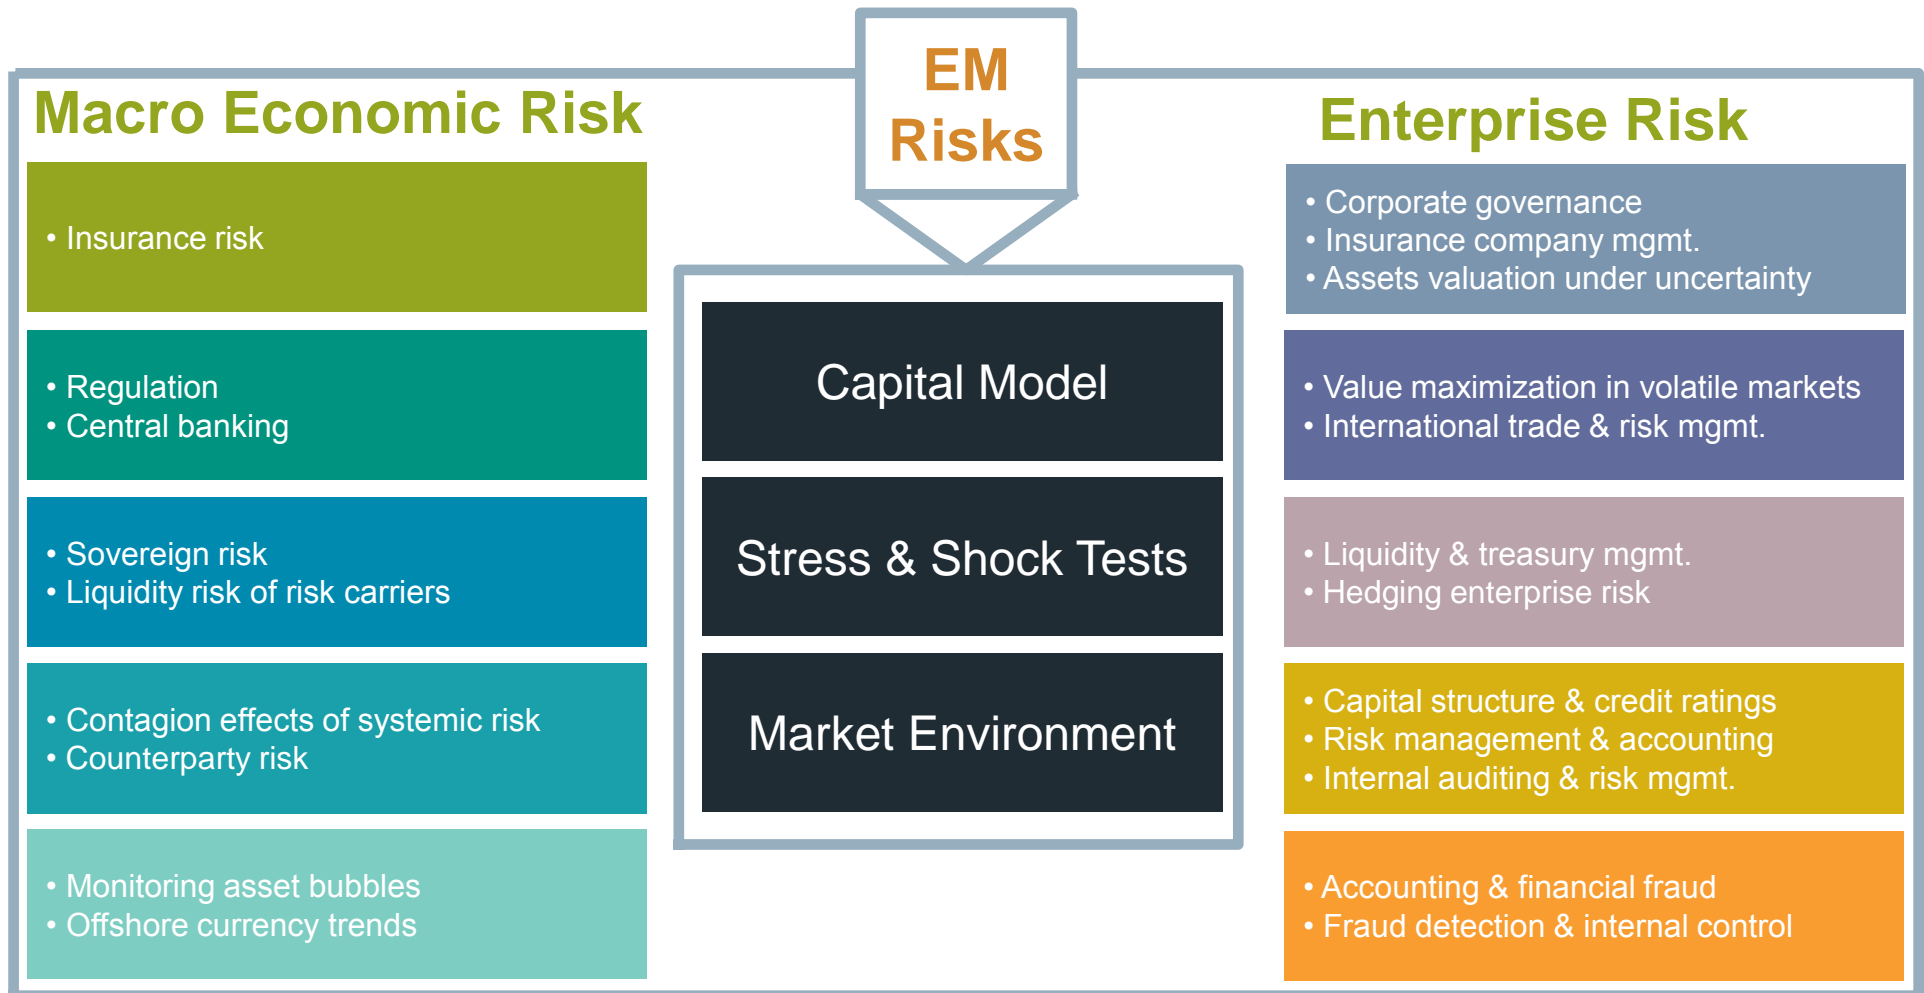 EM
Risks
Macro Economic Risk
• Insurance risk
• Regulation
• Central banking
• Sovereign risk
• Liquidity risk of risk carriers
• Contagion effects of systemic risk
• Counterparty risk
• Monitoring asset bubbles
• Offshore currency trends
Capital Model
Stress & Shock Tests
Market Environment
Enterprise Risk
• Corporate governance
• Insurance company mgmt.
• Assets valuation under uncertainty
• Value maximization in volatile markets
• International trade & risk mgmt.
• Liquidity & treasury mgmt.
• Hedging enterprise risk
• Capital structure & credit ratings
• Risk management & accounting
• Internal auditing & risk mgmt.
• Accounting & financial fraud
• Fraud detection & internal control